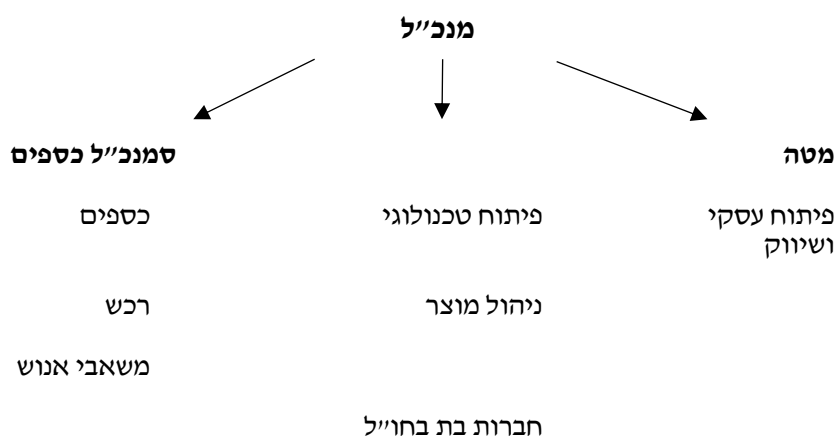 מנכ״ל
מטה
סמנכ״ל כספים
פיתוח עסקי
ושיווק
פיתוח טכנולוגי
כספים
ניהול מוצר
רכש
משאבי אנוש
חברות בת בחו״ל